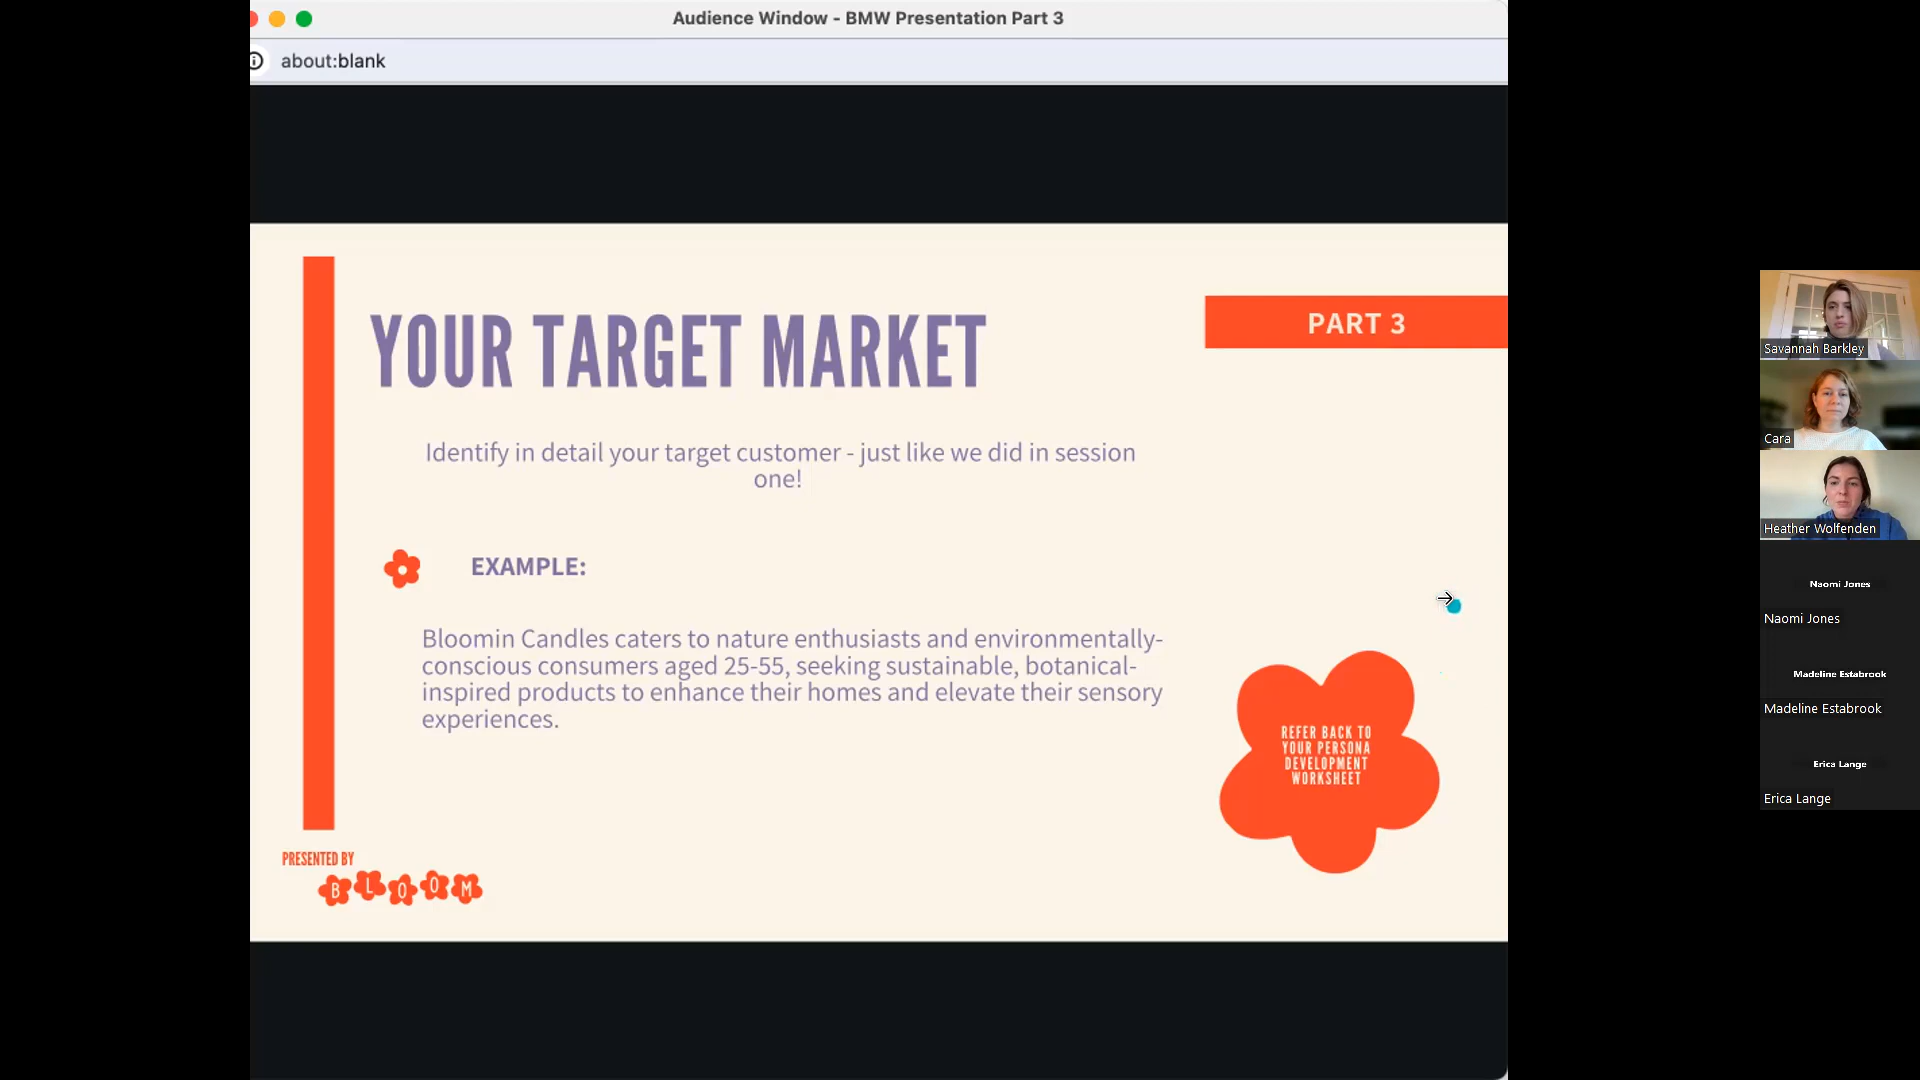 Audience Window - BMW Presentation Part 3
about:blank
YOUR TARGET MARKET
PART 3
Identify in detail your target customer - just like we did in session
one!
EXAMPLE:
Bloomin Candles caters to nature enthusiasts and environmentally-
conscious consumers aged 25-55, seeking sustainable, botanical-
inspired products to enhance their homes and elevate their sensory
experiences.
REFER BACK TO
YOUR PERSONA
DEVELOPMENT
WORKSHEET
PRESENTED BY
BLOOM
Savannah Barkley
Cara
Heather Wolfenden
Naomi Jones
Naomi Jones
Madeline Estabrook
Madeline Estabrook
Erica Lange
Erica Lange